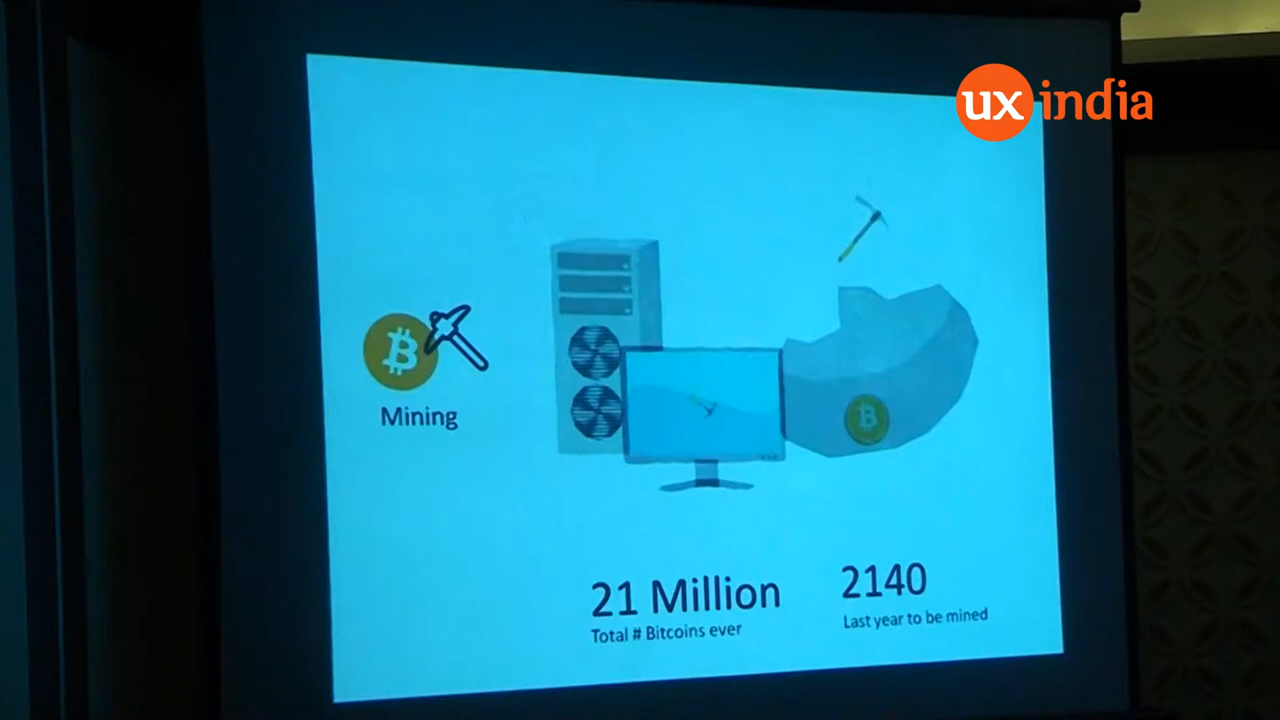 ux india
Mining
21 Million
Total # Bitcoins ever
2140
Last year to be mined